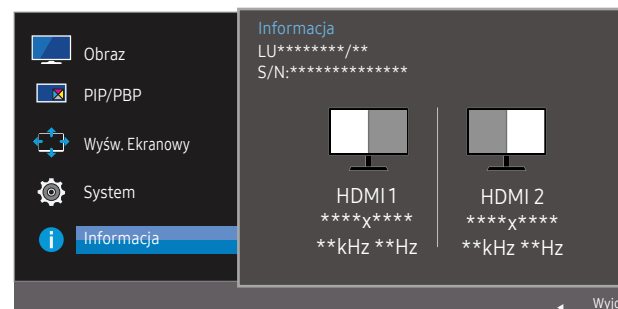 Obraz
PIP/PBP
Wyśw. Ekranowy
System
Informacja
Informacja
LU********/**
S/N:**************
HDMI 1
****x****
**kHz **Hz
HDMI 2
****x****
**kHz **Hz